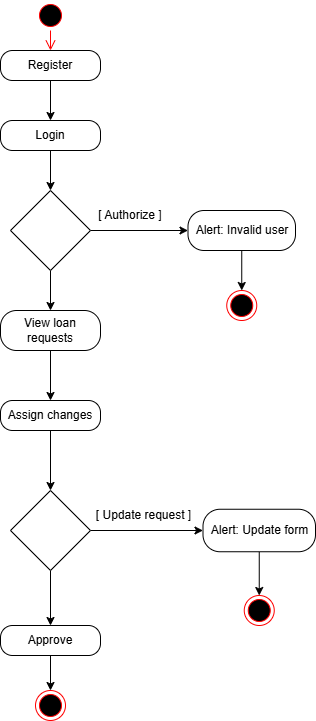 Register
Login
[ Authorize ]
Alert: Invalid user
View loan
requests
Assign changes
[ Update request ]
Alert: Update form
Approve